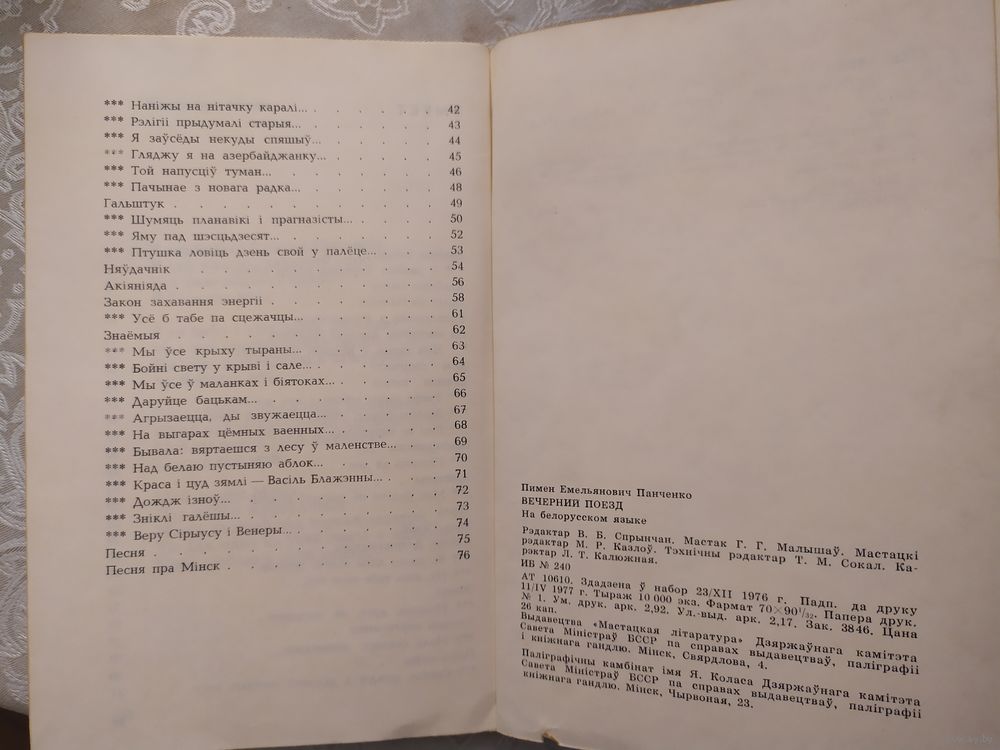 *** Наніжы на нітачку каралі... . . . . . . 42
*** Рэлігіі прыдумалі старыя... . . . . . . 43
*** Я заўсёды некуды спяшыў... . . . . . 44
*** Гляджу я на азербайджанку... . . . . . 45
*** Той напусціў туман... . . . . . . . 46
*** Пачынае з новага радка... . . . . . . 48
Гальштук . . . . . . . . . . . 49
*** Шумяць планавікі і прагназісты... . . . . 50
*** Яму пад шэсцьдзесят... . . . . . . . 52
*** Птушка ловіць дзень свой у палёце... . . . 53
Няўдачнік . . . . . . . . . . 54
Акіяніяда . . . . . . . . . . . 56
Закон захавання энергіі . . . . . . . . 58
*** Усё б табе па сцежачцы... . . . . . . 61
Знаёмыя . . . . . . . . . . . 62
*** Мы ўсе крыху тыраны... . . . . . . 63
*** Бойні свету у крыві і сале... . . . . . . 64
*** Мы ўсе ў маланках і біятоках... . . . . . 65
*** Даруйце бацькам... . . . . . . . . 66
*** Агрызаецца, ды звужаецца... . . . . . 67
*** На выгарах цёмных ваенных... . . . . . 68
*** Бывала: вяртаешся з лесу ў маленстве... . . 69
*** Над белаю пустыняю аблок... . . . . . 70
*** Краса і цуд зямлі — Васіль Блажэнны... . . . 71
*** Дождж ізноў... . . . . . . . . . 72
*** Зніклі галёшы... . . . . . . . . 73
*** Веру Сірыусу і Венеры... . . . . . . 74
Песня . . . . . . . . . . . . 75
Песня пра Мінск . . . . . . . . . 76
Пимен Емельянович Панченко
ВЕЧЕРНИЙ ПОЕЗД
На белорусском языке
Рэдактар В. Б. Спрынчан. Мастак Г. Г. Малышаў. Мастацкі
рэдактар М. Р. Казлоў. Тэхнічны рэдактар Т. М. Сокал. Ка-
рэктар Л. Т. Калюжная.
ИБ № 240
АТ 10610. Здадзена ў набор 23/XII 1976 г. Падп. да друку
11/IV 1977 г. Тыраж 10 000 экз. Фармат 70×90¹/₃₂. Папера друк.
№ 1. Ум. друк. арк. 2,92. Ул.-выд. арк. 2,17. Зак. 3846. Цана
26 кап.
Выдавецтва «Мастацкая літаратура» Дзяржаўнага камітэта
Савета Міністраў БССР па справах выдавецтваў, паліграфіі
і кніжнага гандлю. Мінск, Свярдлова, 4.
Паліграфічны камбінат імя Я. Коласа Дзяржаўнага камітэта
Савета Міністраў БССР па справах выдавецтваў, паліграфіі і
кніжнага гандлю. Мінск, Чырвоная, 23.